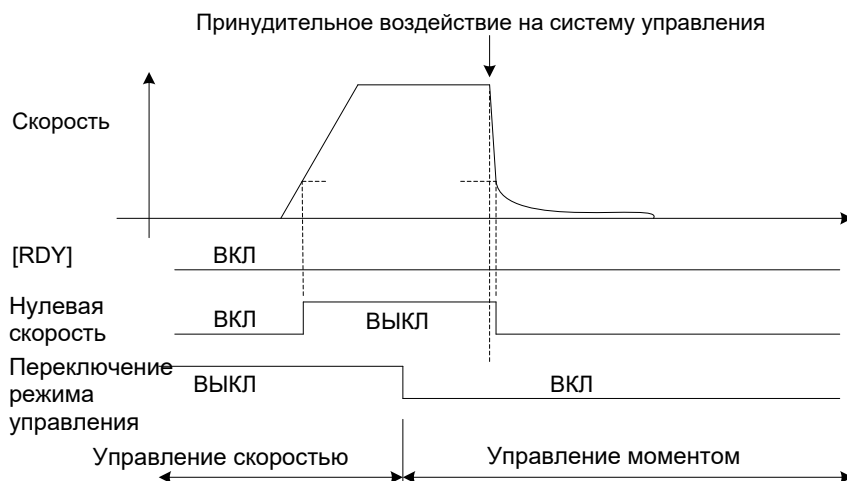 Принудительное воздействие на систему управления
Скорость
[RDY]
ВКЛ
Нулевая
скорость
ВКЛ
ВЫКЛ
Переключение
режима
управления
ВЫКЛ
ВКЛ
Управление скоростью
Управление моментом